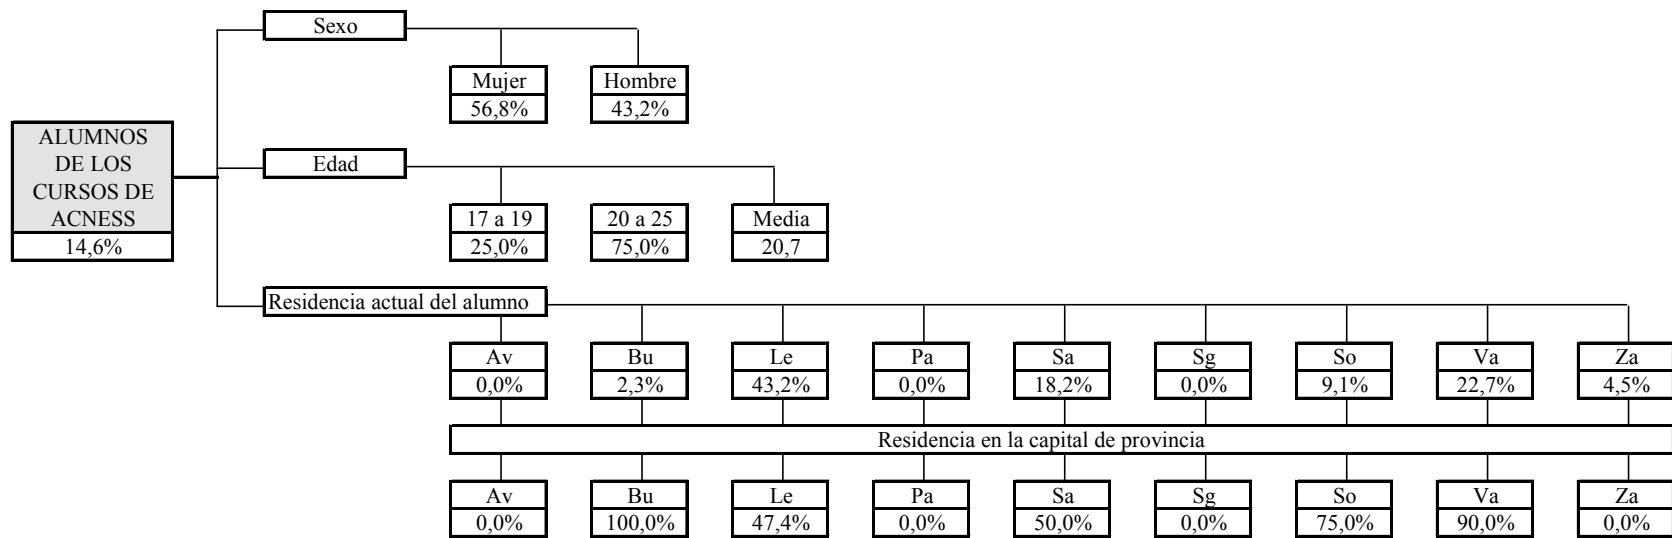 Sexo
Mujer Hombre
56,8% 43,2%
ALUMNOS
DE LOS
CURSOS DE
ACNESS
14,6%
Edad
17 a 19 20 a 25 Media
25,0% 75,0% 20,7
Residencia actual del alumno
Av Bu Le Pa Sa Sg So Va Za
0,0% 2,3% 43,2% 0,0% 18,2% 0,0% 9,1% 22,7% 4,5%
Residencia en la capital de provincia
Av Bu Le Pa Sa Sg So Va Za
0,0% 100,0% 47,4% 0,0% 50,0% 0,0% 75,0% 90,0% 0,0%